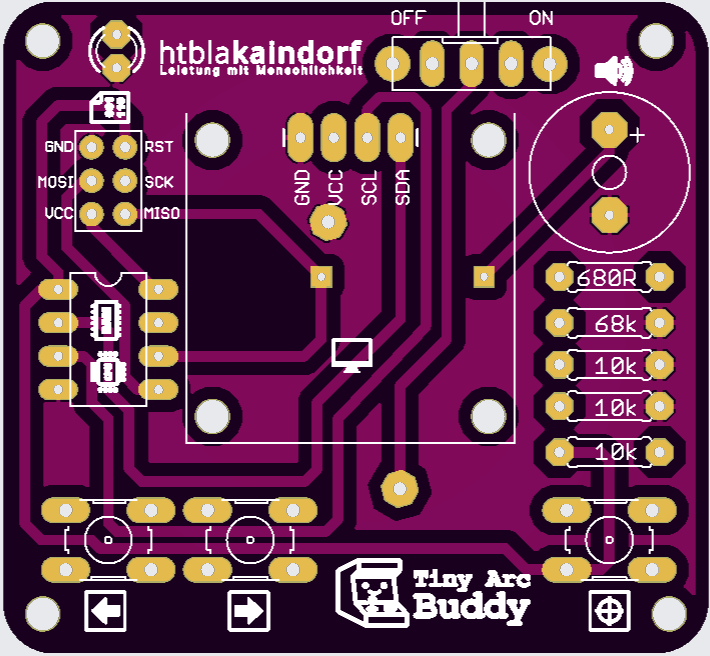 OFF ON
htblakaindorf
Leistung mit Menschlichkeit
GND RST
MOSI SCK
VCC MISO
GND VCC SCL SDA
+
680R
68k
10k
10k
10k
Tiny Arc
Buddy